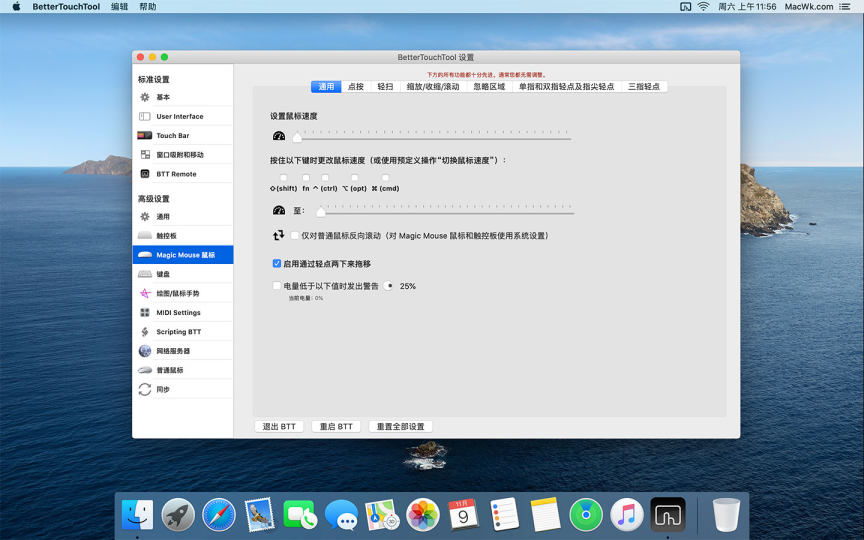 BetterTouchTool 编辑 帮助 周六 上午11:56 MacWk.com
BetterTouchTool 设置
下方的所有功能都十分先进，通常您都无需调整。
标准设置
基本
User Interface
Touch Bar
窗口吸附和移动
BTT Remote
高级设置
通用
触控板
Magic Mouse 鼠标
键盘
绘图/鼠标手势
MIDI Settings
Scripting BTT
网络服务器
普通鼠标
同步
通用 点按 轻扫 缩放/收缩/滚动 忽略区域 单指和双指轻点及指尖轻点 三指轻点
设置鼠标速度
按住以下键时更改鼠标速度（或使用预定义操作“切换鼠标速度”）：
⇧(shift) fn ^ (ctrl) ⌥ (opt) ⌘ (cmd)
至：
仅对普通鼠标反向滚动（对 Magic Mouse 鼠标和触控板使用系统设置）
启用通过轻点两下来拖移
电量低于以下值时发出警告 25%
当前电量：0%
退出 BTT 重启 BTT 重置全部设置
11月
9